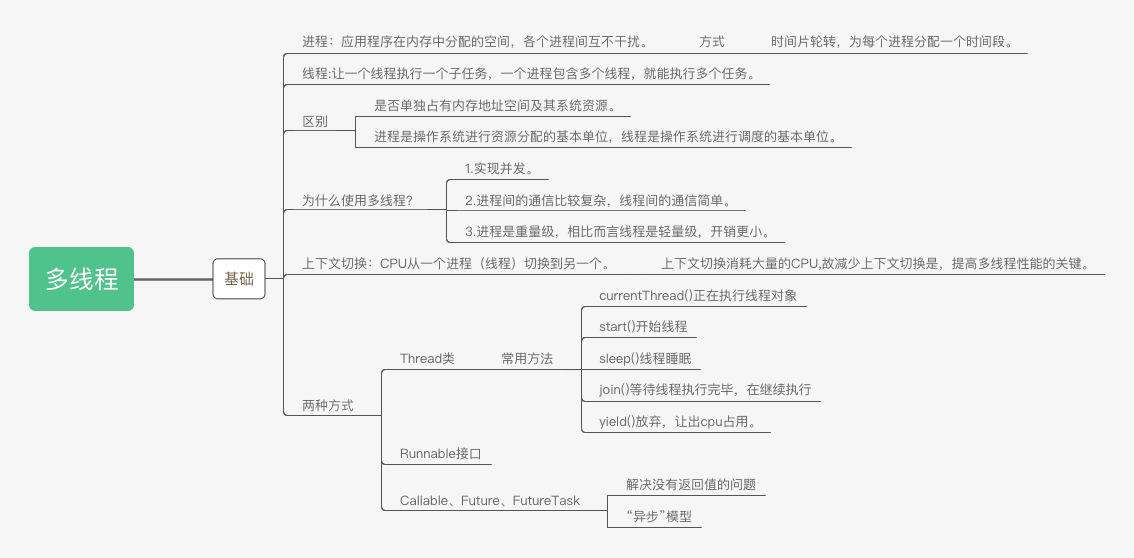 多线程
基础
进程：应用程序在内存中分配的空间，各个进程间互不干扰。 方式 时间片轮转，为每个进程分配一个时间段。
线程:让一个线程执行一个子任务，一个进程包含多个线程，就能执行多个任务。
区别
是否单独占有内存地址空间及其系统资源。
进程是操作系统进行资源分配的基本单位，线程是操作系统进行调度的基本单位。
为什么使用多线程?
1.实现并发。
2.进程间的通信比较复杂，线程间的通信简单。
3.进程是重量级，相比而言线程是轻量级，开销更小。
上下文切换：CPU从一个进程（线程）切换到另一个。 上下文切换消耗大量的CPU,故减少上下文切换是，提高多线程性能的关键。
两种方式
Thread类 常用方法
currentThread()正在执行线程对象
start()开始线程
sleep()线程睡眠
join()等待线程执行完毕，在继续执行
yield()放弃，让出cpu占用。
Runnable接口
Callable、Future、FutureTask
解决没有返回值的问题
“异步”模型